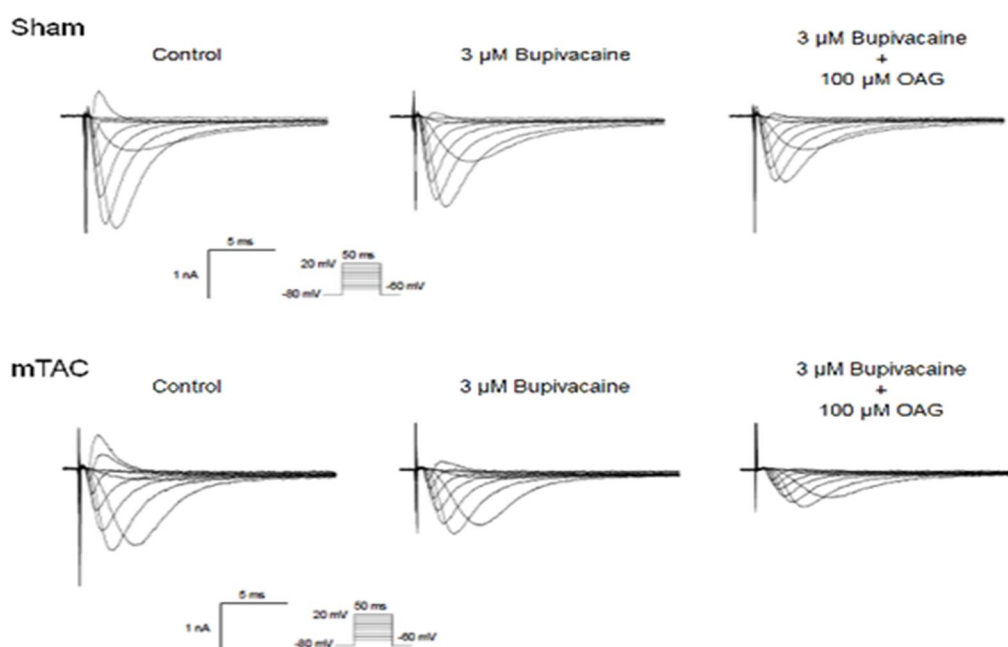 Sham
Control
3 µM Bupivacaine
3 µM Bupivacaine
+
100 µM OAG
5 ms
1 nA
50 ms
20 mV
-80 mV
-60 mV
mTAC
Control
3 µM Bupivacaine
3 µM Bupivacaine
+
100 µM OAG
5 ms
1 nA
50 ms
20 mV
-80 mV
-60 mV